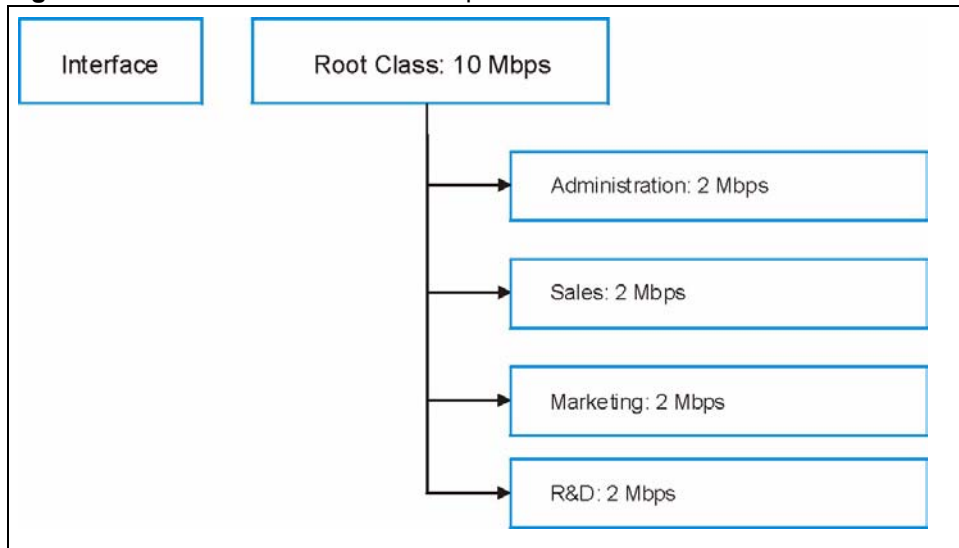 Interface
Root Class: 10 Mbps
Administration: 2 Mbps
Sales: 2 Mbps
Marketing: 2 Mbps
R&D: 2 Mbps